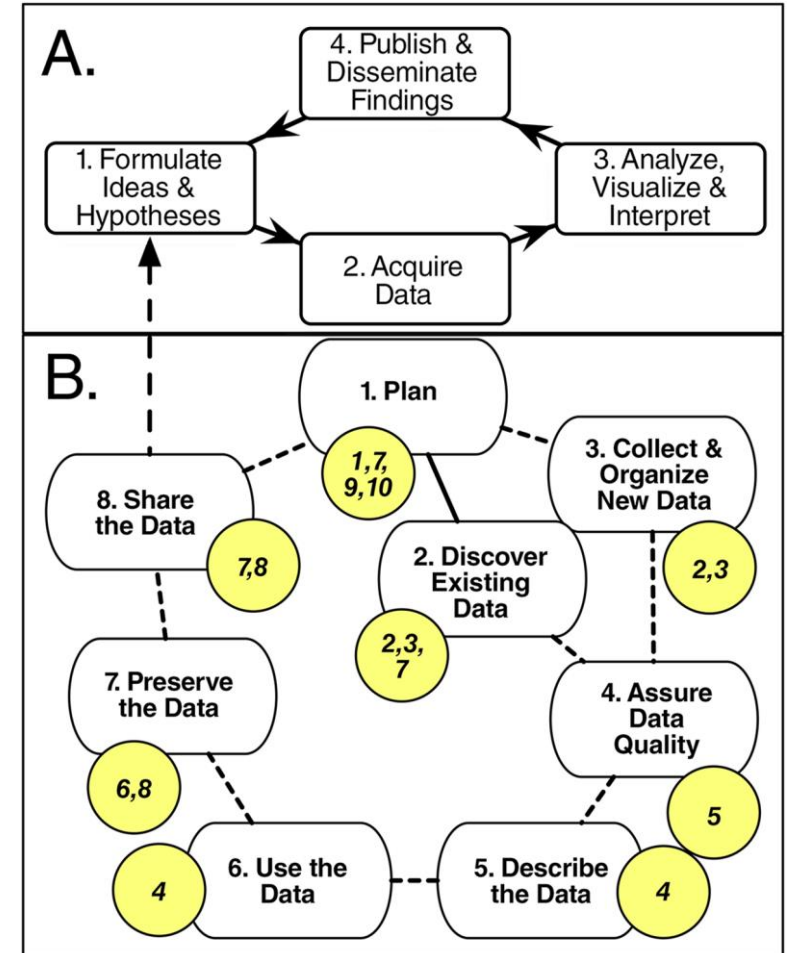 A.
4. Publish &
Disseminate
Findings
1. Formulate
Ideas &
Hypotheses
3. Analyze,
Visualize &
Interpret
2. Acquire
Data
B.
1. Plan
1,7,
9,10
3. Collect &
Organize
New Data
2,3
8. Share
the Data
7,8
2. Discover
Existing
Data
2,3,
7
7. Preserve
the Data
6,8
4. Assure
Data
Quality
5
6. Use the
Data
4
5. Describe
the Data
4